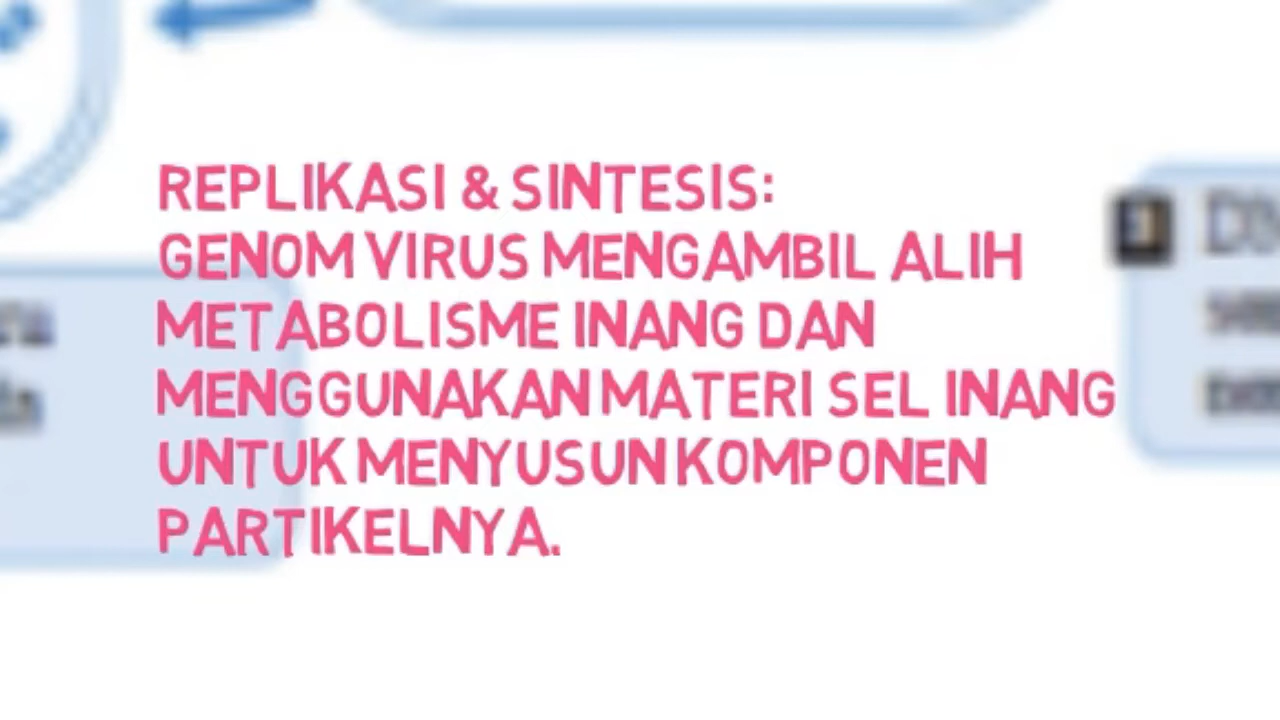 REPLIKASI & SINTESIS:
GENOM VIRUS MENGAMBIL ALIH
METABOLISME INANG DAN
MENGGUNAKAN MATERI SEL INANG
UNTUK MENYUSUN KOMPONEN
PARTIKELNYA.